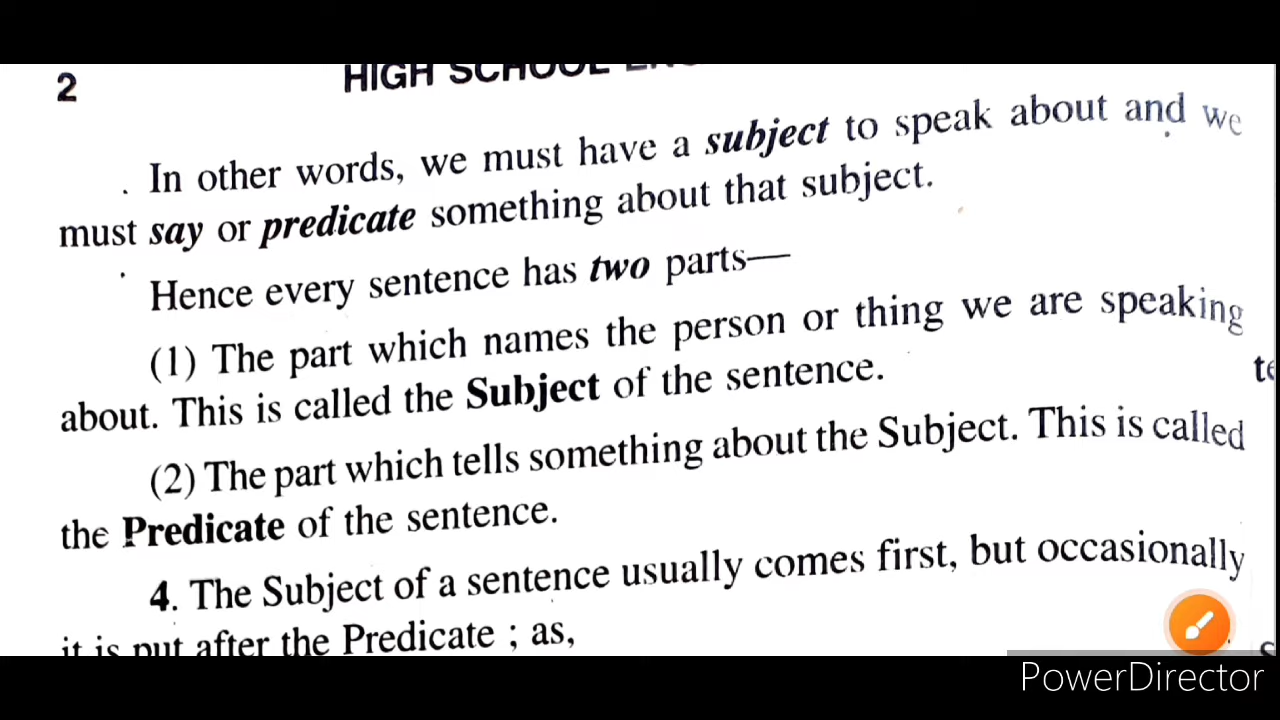 2
HIGH SCHOOL
In other words, we must have a subject to speak about and we
must say or predicate something about that subject.
Hence every sentence has two parts—
(1) The part which names the person or thing we are speaking
about. This is called the Subject of the sentence.
(2) The part which tells something about the Subject. This is called
the Predicate of the sentence.
4. The Subject of a sentence usually comes first, but occasionally
it is put after the Predicate ; as,
PowerDirector